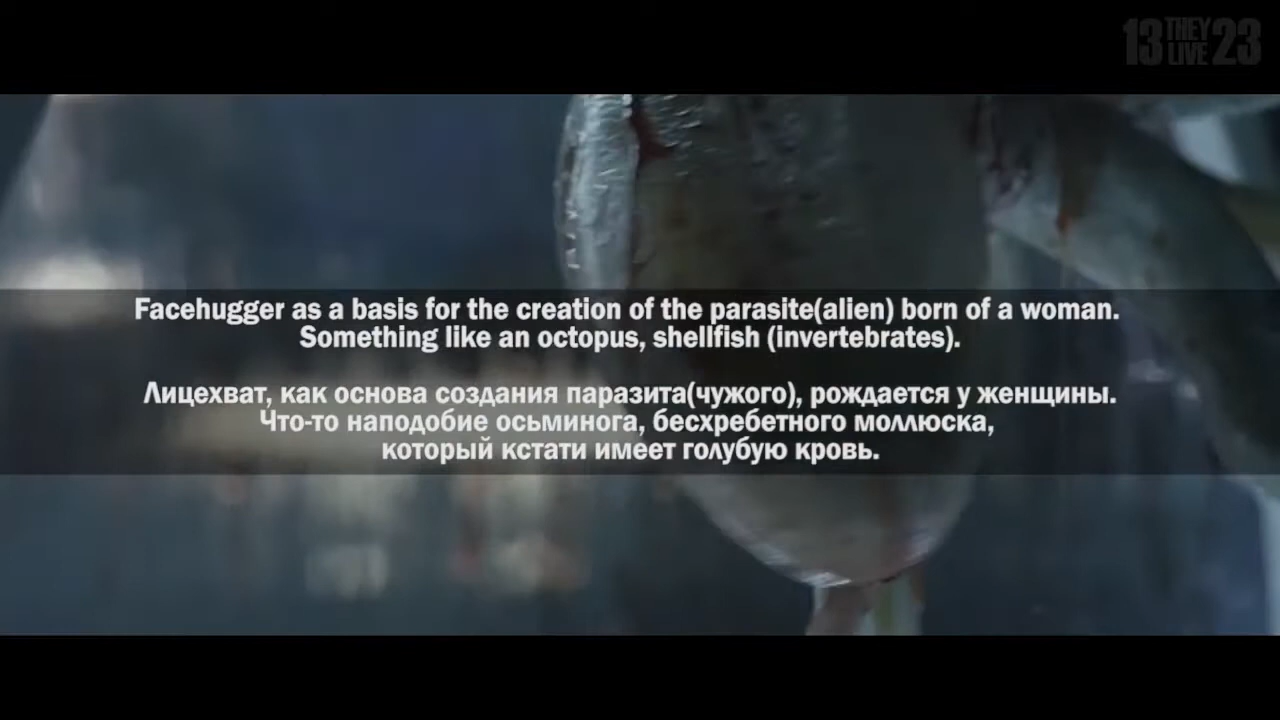 13 THEY LIVE 23
Facehugger as a basis for the creation of the parasite(alien) born of a woman.
Something like an octopus, shellfish (invertebrates).
Лицехват, как основа создания паразита(чужого), рождается у женщины.
Что-то наподобие осьминога, бесхребетного моллюска,
который кстати имеет голубую кровь.